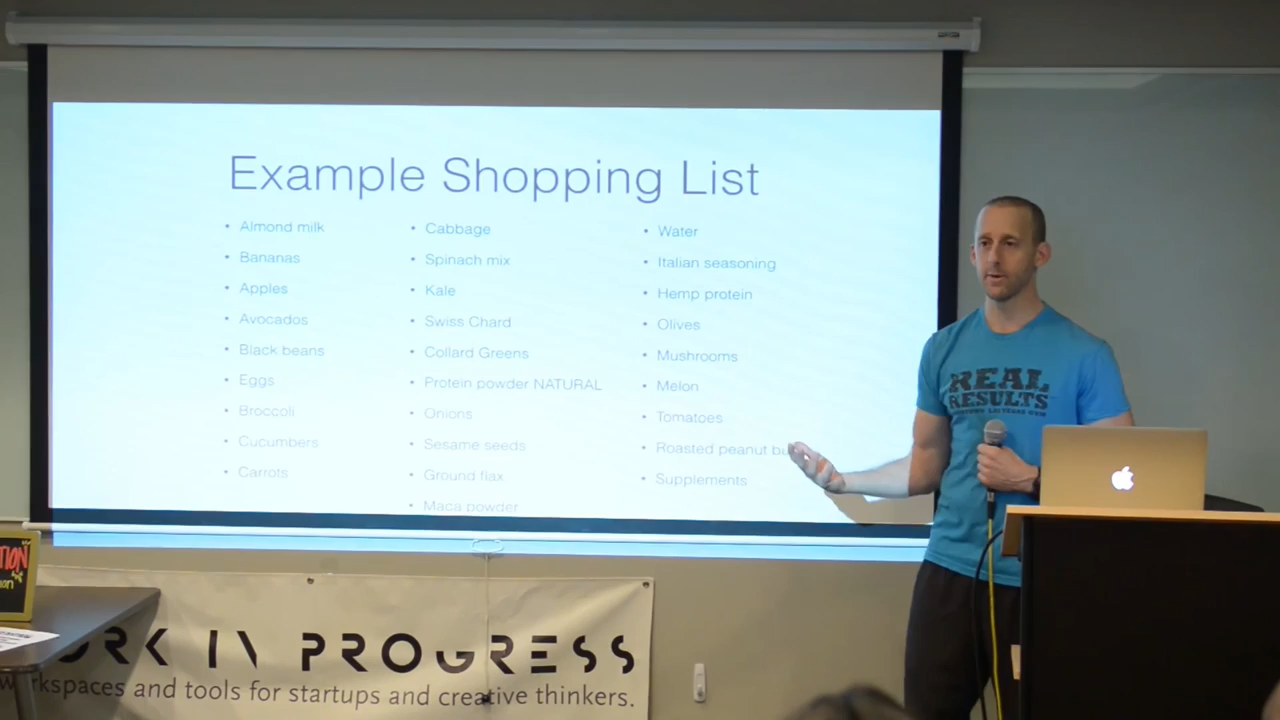 Example Shopping List
• Almond milk
• Bananas
• Apples
• Avocados
• Black beans
• Eggs
• Broccoli
• Cucumbers
• Carrots
• Cabbage
• Spinach mix
• Kale
• Swiss Chard
• Collard Greens
• Protein powder NATURAL
• Onions
• Sesame seeds
• Ground flax
• Maca powder
• Water
• Italian seasoning
• Hemp protein
• Olives
• Mushrooms
• Melon
• Tomatoes
• Roasted peanut
• Supplements
REAL
RESULTS
IN PROGRESS
and tools for startups and creative thinkers.